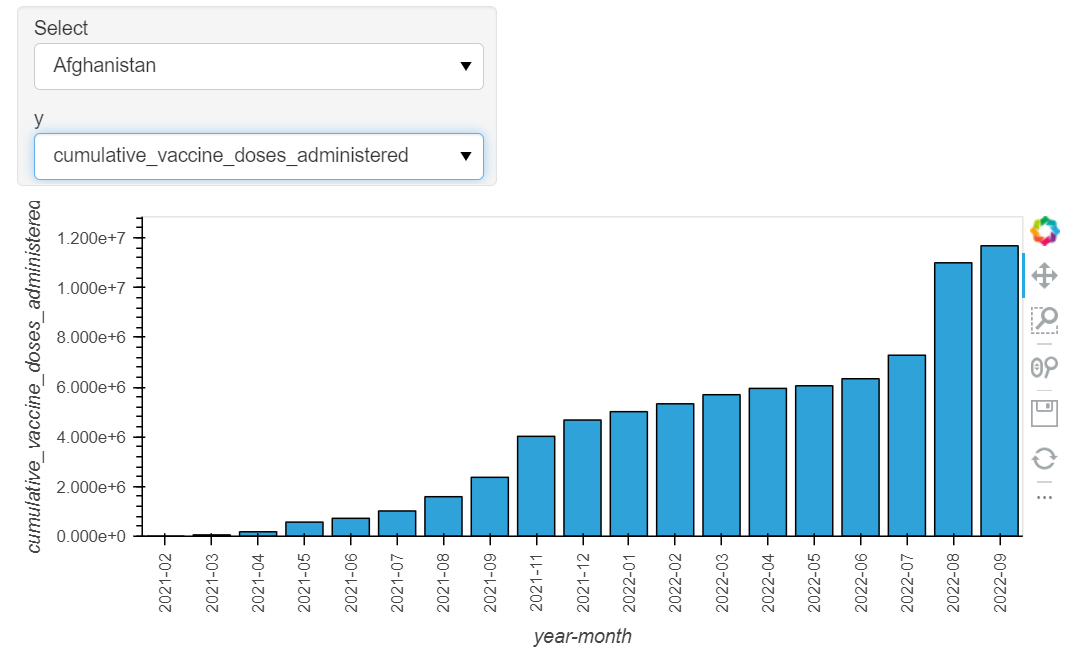 Select
Afghanistan
y
cumulative_vaccine_doses_administered
cumulative_vaccine_doses_administered
1.200e+7
1.000e+7
8.000e+6
6.000e+6
4.000e+6
2.000e+6
0.000e+0
2021-02
2021-03
2021-04
2021-05
2021-06
2021-07
2021-08
2021-09
2021-11
2021-12
2022-01
2022-02
2022-03
2022-04
2022-05
2022-06
2022-07
2022-08
2022-09
year-month